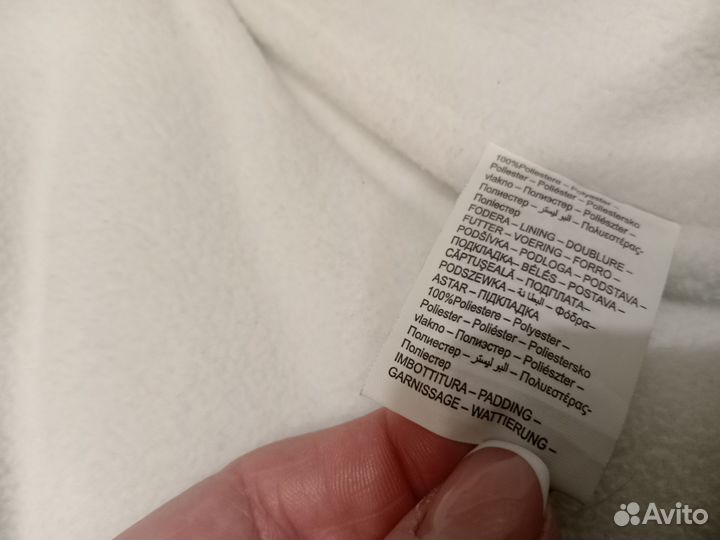 100%Poliestere – Polyester –
Poliester – Poliéster – Poliestersko
vlakno – Полиэстер – Poliészter –
Полиестер – البوليستر – Πολυεστέρας-
Поліестер
FODERA – LINING – DOUBLURE –
FUTTER – VOERING – FORRO –
PODŠÍVKA – PODLOGA – PODSTAVA –
ПОДКЛАДКА – BÉLÉS – POSTAVA –
CĂPTUȘEALĂ – ПОДПЛАТА –
PODSZEWKA – البطانة – Φόδρα–
ASTAR – ПІДКЛАДКА
100%Poliestere – Polyester –
Poliester – Poliéster – Poliestersko
vlakno – Полиэстер – Poliészter –
Полиестер – البوليستر – Πολυεστέρας-
Поліестер
IMBOTTITURA – PADDING –
GARNISSAGE – WATTIERUNG –
Avito